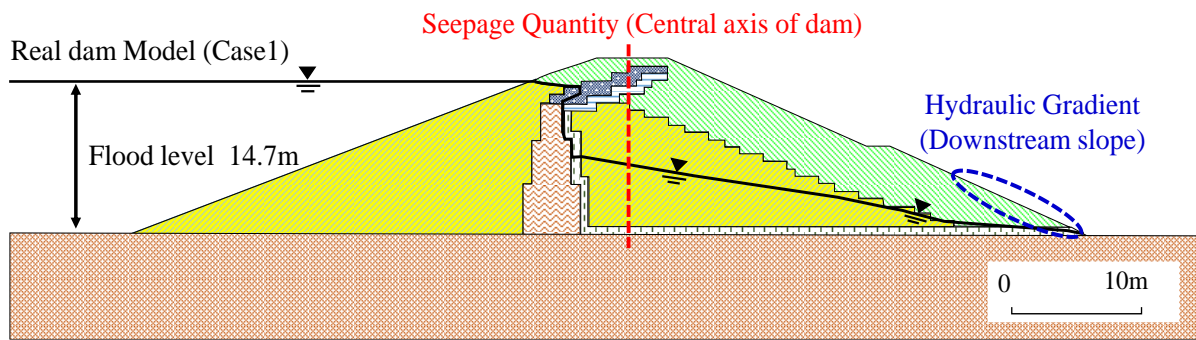 Seepage Quantity (Central axis of dam)
Real dam Model (Case1)
Hydraulic Gradient
(Downstream slope)
Flood level 14.7m
0 10m